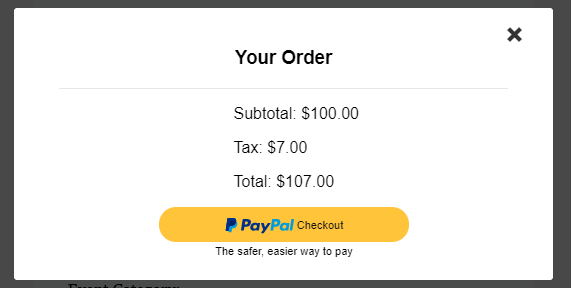 Your Order
Subtotal: $100.00
Tax: $7.00
Total: $107.00
PayPal Checkout
The safer, easier way to pay